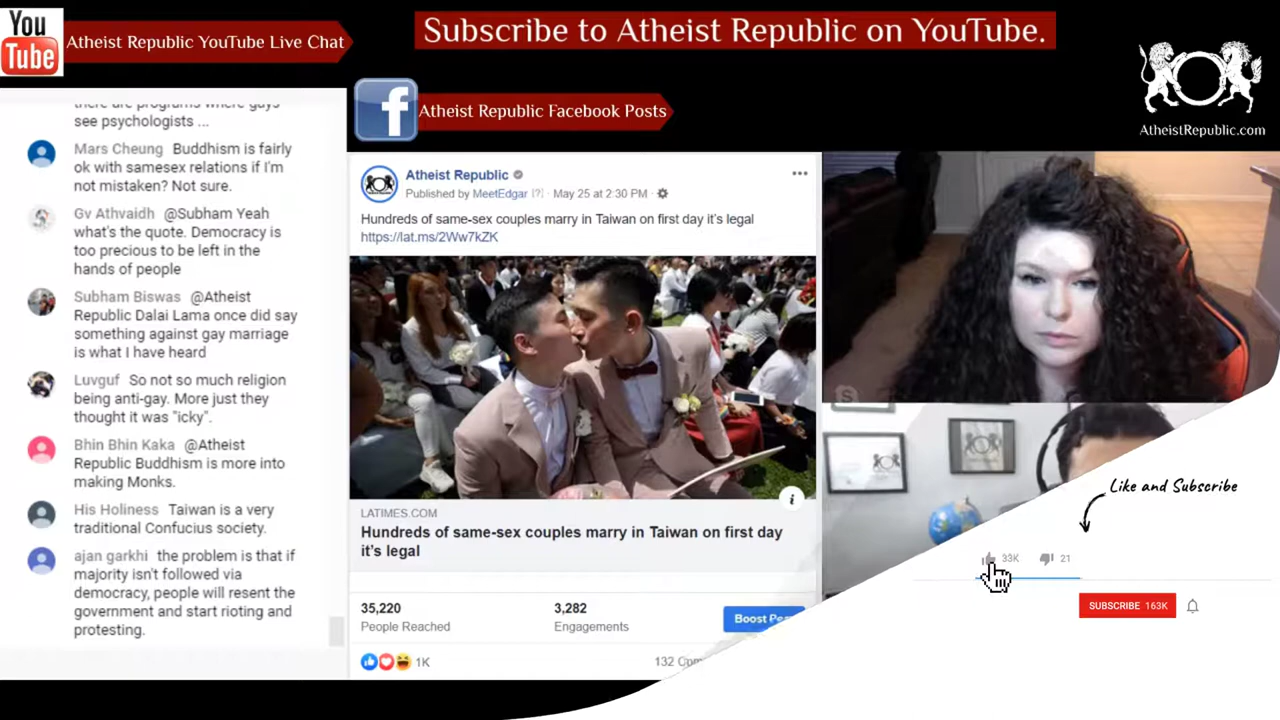 You
Tube
Atheist Republic YouTube Live Chat
Subscribe to Atheist Republic on YouTube.
AtheistRepublic.com
f
Atheist Republic Facebook Posts
there are programs where guys
see psychologists ...
Mars Cheung Buddhism is fairly
ok with samesex relations if I'm
not mistaken? Not sure.
Gv Athvaidh @Subham Yeah
what's the quote. Democracy is
too precious to be left in the
hands of people
Subham Biswas @Atheist
Republic Dalai Lama once did say
something against gay marriage
is what I have heard
Luvguf So not so much religion
being anti-gay. More just they
thought it was "icky".
Bhin Bhin Kaka @Atheist
Republic Buddhism is more into
making Monks.
His Holiness Taiwan is a very
traditional Confucius society.
ajan garkhi the problem is that if
majority isn't followed via
democracy, people will resent the
government and start rioting and
protesting.
Atheist Republic
Published by MeetEdgar [?] · May 25 at 2:30 PM ·
Hundreds of same-sex couples marry in Taiwan on first day it's legal
https://lat.ms/2Ww7kZK
LATIMES.COM
Hundreds of same-sex couples marry in Taiwan on first day
it's legal
35,220
People Reached
3,282
Engagements
Boost
1K
132
Like and Subscribe
33K
21
SUBSCRIBE 163K